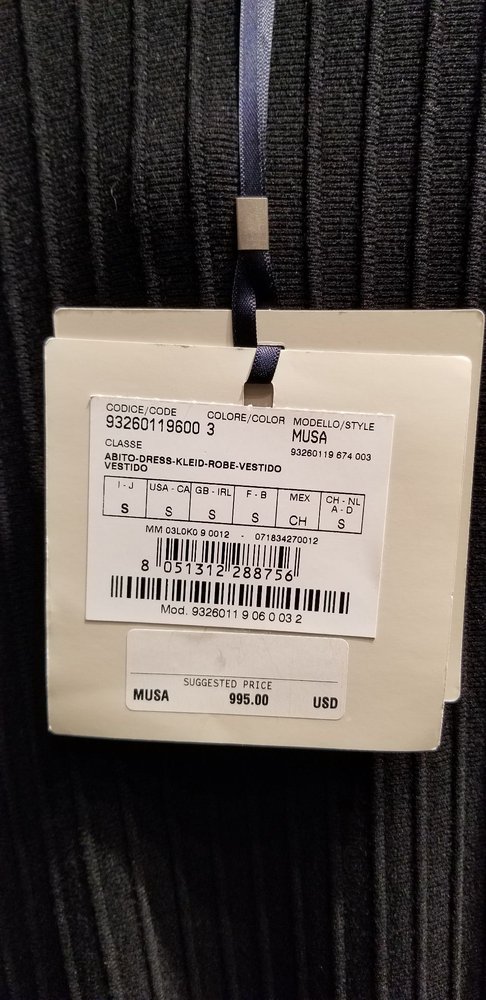 CODICE/CODE COLORE/COLOR MODELLO/STYLE
93260119600 3 MUSA
CLASSE 93260119 674 003
ABITO-DRESS-KLEID-ROBE-VESTIDO
VESTIDO
I - J USA - CA GB - IRL F - B MEX CH - NL
A - D
S S S S CH S
MM 03L0K0 9 0012 - 071834270012
8 051312 288756
Mod. 9326011 9 06 0 03 2
SUGGESTED PRICE
MUSA 995.00 USD